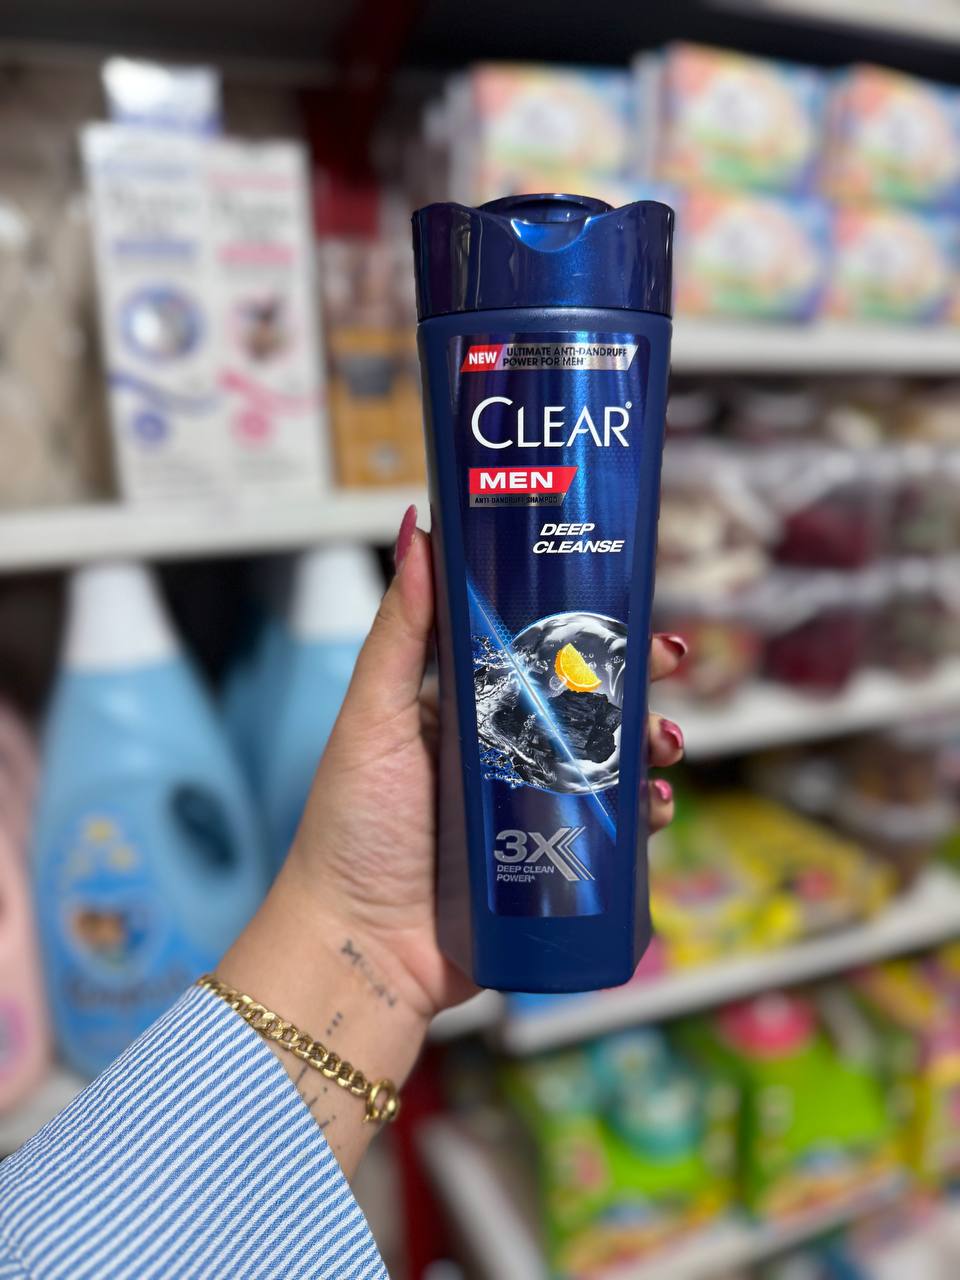 NEW ULTIMATE ANTI-DANDRUFF
POWER FOR MEN*
CLEAR®
MEN
ANTI-DANDRUFF SHAMPOO
DEEP
CLEANSE
3X
DEEP CLEAN
POWER^